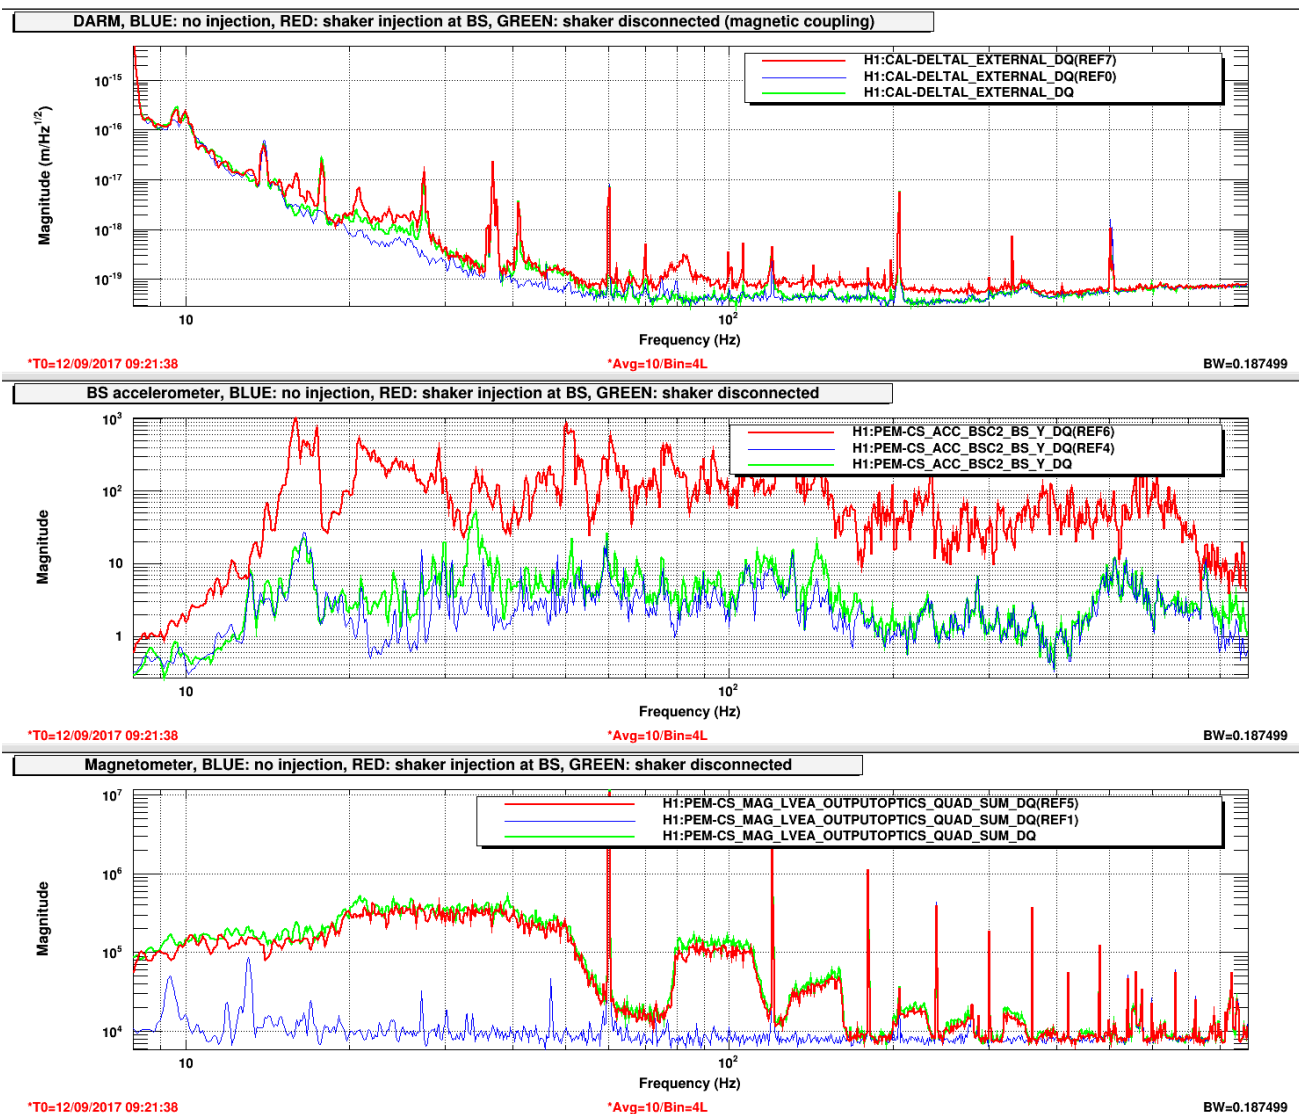 DARM, BLUE: no injection, RED: shaker injection at BS, GREEN: shaker disconnected (magnetic coupling)
H1:CAL-DELTAL_EXTERNAL_DQ(REF7)
H1:CAL-DELTAL_EXTERNAL_DQ(REF0)
H1:CAL-DELTAL_EXTERNAL_DQ
Magnitude (m/Hz^1/2)
10^-15
10^-16
10^-17
10^-18
10^-19
10 10^2
Frequency (Hz)
*T0=12/09/2017 09:21:38 *Avg=10/Bin=4L BW=0.187499
BS accelerometer, BLUE: no injection, RED: shaker injection at BS, GREEN: shaker disconnected
H1:PEM-CS_ACC_BSC2_BS_Y_DQ(REF6)
H1:PEM-CS_ACC_BSC2_BS_Y_DQ(REF4)
H1:PEM-CS_ACC_BSC2_BS_Y_DQ
Magnitude
10^3
10^2
10
1
10 10^2
Frequency (Hz)
*T0=12/09/2017 09:21:38 *Avg=10/Bin=4L BW=0.187499
Magnetometer, BLUE: no injection, RED: shaker injection at BS, GREEN: shaker disconnected
H1:PEM-CS_MAG_LVEA_OUTPUTOPTICS_QUAD_SUM_DQ(REF5)
H1:PEM-CS_MAG_LVEA_OUTPUTOPTICS_QUAD_SUM_DQ(REF1)
H1:PEM-CS_MAG_LVEA_OUTPUTOPTICS_QUAD_SUM_DQ
Magnitude
10^7
10^6
10^5
10^4
10 10^2
Frequency (Hz)
*T0=12/09/2017 09:21:38 *Avg=10/Bin=4L BW=0.187499